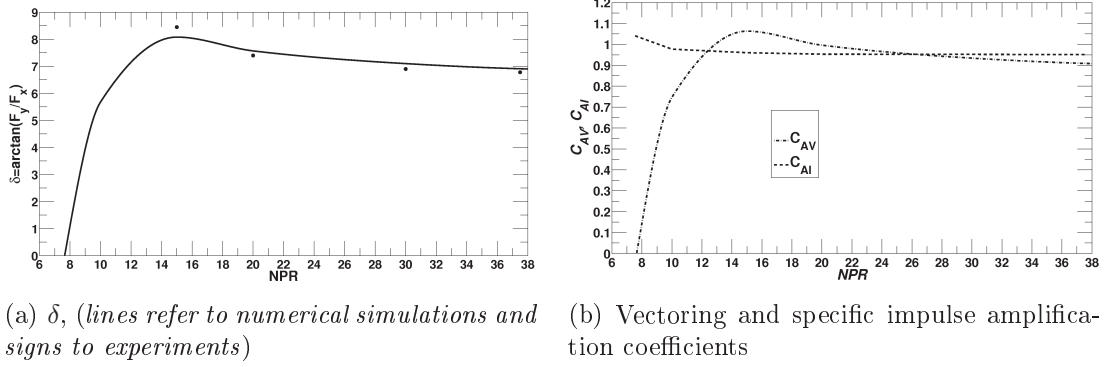 9
8
7
6
5
4
3
2
1
0
δ=arctan(F_y/F_x)
6 8 10 12 14 16 18 20 22 24 26 28 30 32 34 36 38
NPR
(a) δ, (lines refer to numerical simulations and
signs to experiments)
1.2
1.1
1
0.9
0.8
0.7
0.6
0.5
0.4
0.3
0.2
0.1
0
C_AV, C_AI
C_AV
C_AI
6 8 10 12 14 16 18 20 22 24 26 28 30 32 34 36 38
NPR
(b) Vectoring and specific impulse amplifica-
tion coefficients